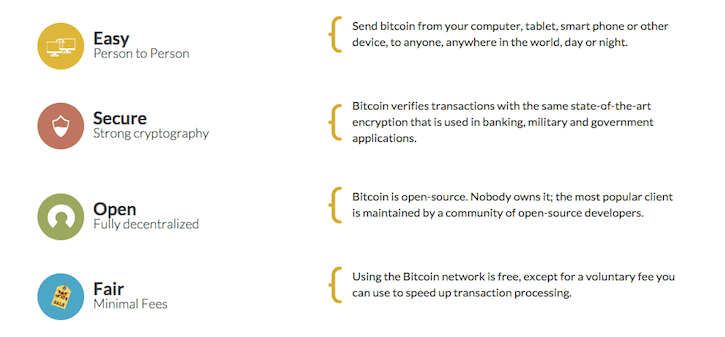 Easy
Person to Person
Send bitcoin from your computer, tablet, smart phone or other
device, to anyone, anywhere in the world, day or night.
Secure
Strong cryptography
Bitcoin verifies transactions with the same state-of-the-art
encryption that is used in banking, military and government
applications.
Open
Fully decentralized
Bitcoin is open-source. Nobody owns it; the most popular client
is maintained by a community of open-source developers.
Fair
Minimal Fees
Using the Bitcoin network is free, except for a voluntary fee you
can use to speed up transaction processing.